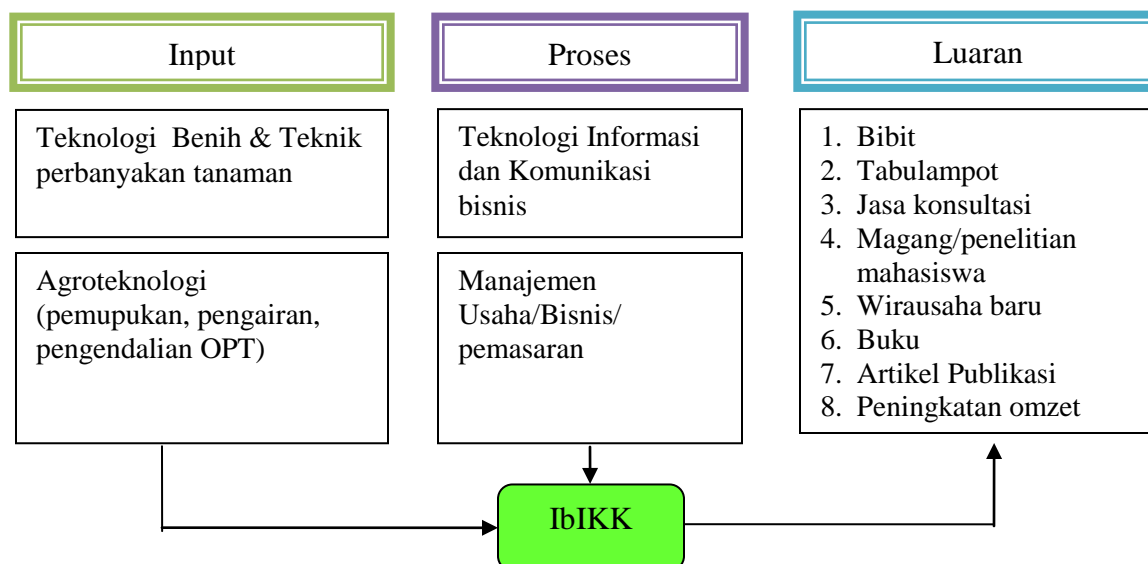 Input
Proses
Luaran
Teknologi Benih & Teknik
perbanyakan tanaman
Agroteknologi
(pemupukan, pengairan,
pengendalian OPT)
Teknologi Informasi
dan Komunikasi
bisnis
Manajemen
Usaha/Bisnis/
pemasaran
1. Bibit
2. Tabulampot
3. Jasa konsultasi
4. Magang/penelitian
mahasiswa
5. Wirausaha baru
6. Buku
7. Artikel Publikasi
8. Peningkatan omzet
IbIKK